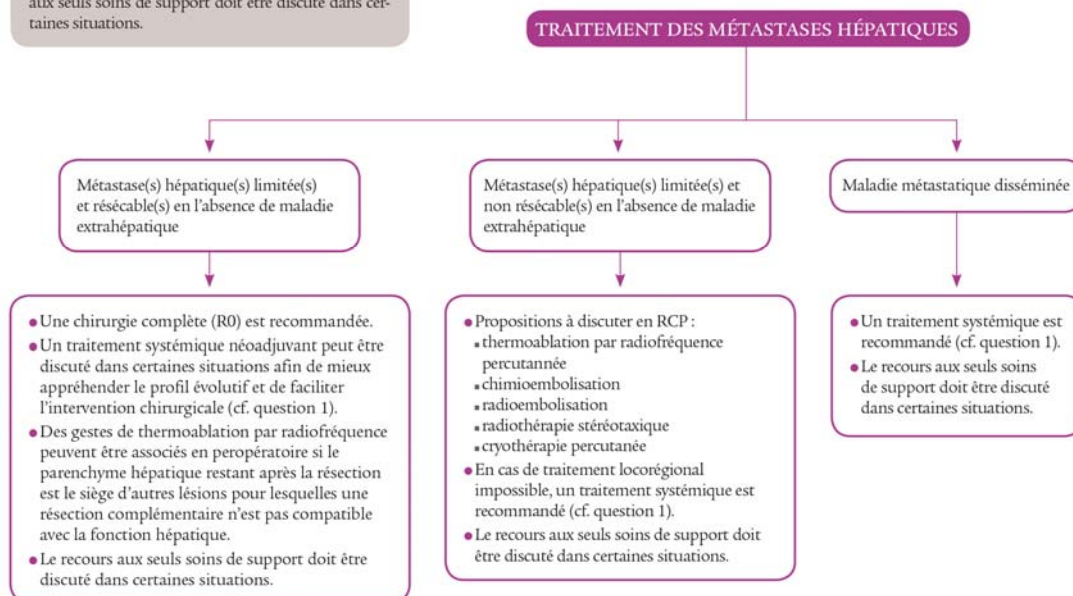 aux seuls soins de support doit être discuté dans cer-
taines situations.
TRAITEMENT DES MÉTASTASES HÉPATIQUES
Métastase(s) hépatique(s) limitée(s)
et résécable(s) en l'absence de maladie
extrahépatique
Métastase(s) hépatique(s) limitée(s) et
non résécable(s) en l'absence de maladie
extrahépatique
Maladie métastatique disséminée
● Une chirurgie complète (R0) est recommandée.
● Un traitement systémique néoadjuvant peut être
discuté dans certaines situations afin de mieux
appréhender le profil évolutif et de faciliter
l'intervention chirurgicale (cf. question 1).
● Des gestes de thermoablation par radiofréquence
peuvent être associés en peropératoire si le
parenchyme hépatique restant après la résection
est le siège d'autres lésions pour lesquelles une
résection complémentaire n'est pas compatible
avec la fonction hépatique.
● Le recours aux seuls soins de support doit être
discuté dans certaines situations.
● Propositions à discuter en RCP :
▪ thermoablation par radiofréquence
percutannée
▪ chimioembolisation
▪ radioembolisation
▪ radiothérapie stéréotaxique
▪ cryothérapie percutanée
● En cas de traitement locorégional
impossible, un traitement systémique est
recommandé (cf. question 1).
● Le recours aux seuls soins de support doit
être discuté dans certaines situations.
● Un traitement systémique est
recommandé (cf. question 1).
● Le recours aux seuls soins
de support doit être discuté
dans certaines situations.